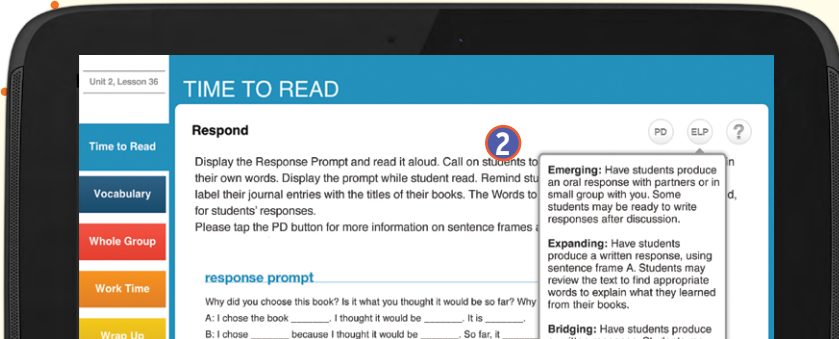 Unit 2, Lesson 36
TIME TO READ
Time to Read
Vocabulary
Whole Group
Work Time
Wrap Up
Respond
PD
ELP
?
2
Display the Response Prompt and read it aloud. Call on students to
in
their own words. Display the prompt while student read. Remind stu
label their journal entries with the titles of their books. The Words to
d,
for students' responses.
Please tap the PD button for more information on sentence frames a
response prompt
Why did you choose this book? Is it what you thought it would be so far? Why
A: I chose the book _______. I thought it would be _______. It is _______.
B: I chose _______ because I thought it would be _______. So far, it _______
Emerging: Have students produce
an oral response with partners or in
small group with you. Some
students may be ready to write
responses after discussion.
Expanding: Have students
produce a written response, using
sentence frame A. Students may
review the text to find appropriate
words to explain what they learned
from their books.
Bridging: Have students produce